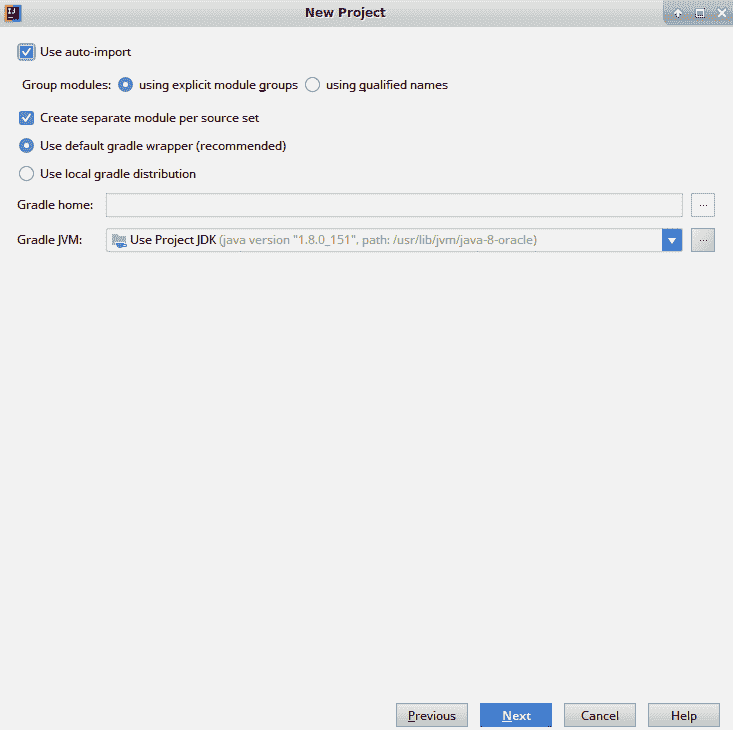 New Project
Use auto-import
Group modules: using explicit module groups using qualified names
Create separate module per source set
Use default gradle wrapper (recommended)
Use local gradle distribution
Gradle home: ...
Gradle JVM: Use Project JDK (java version "1.8.0_151", path: /usr/lib/jvm/java-8-oracle) ...
Previous Next Cancel Help